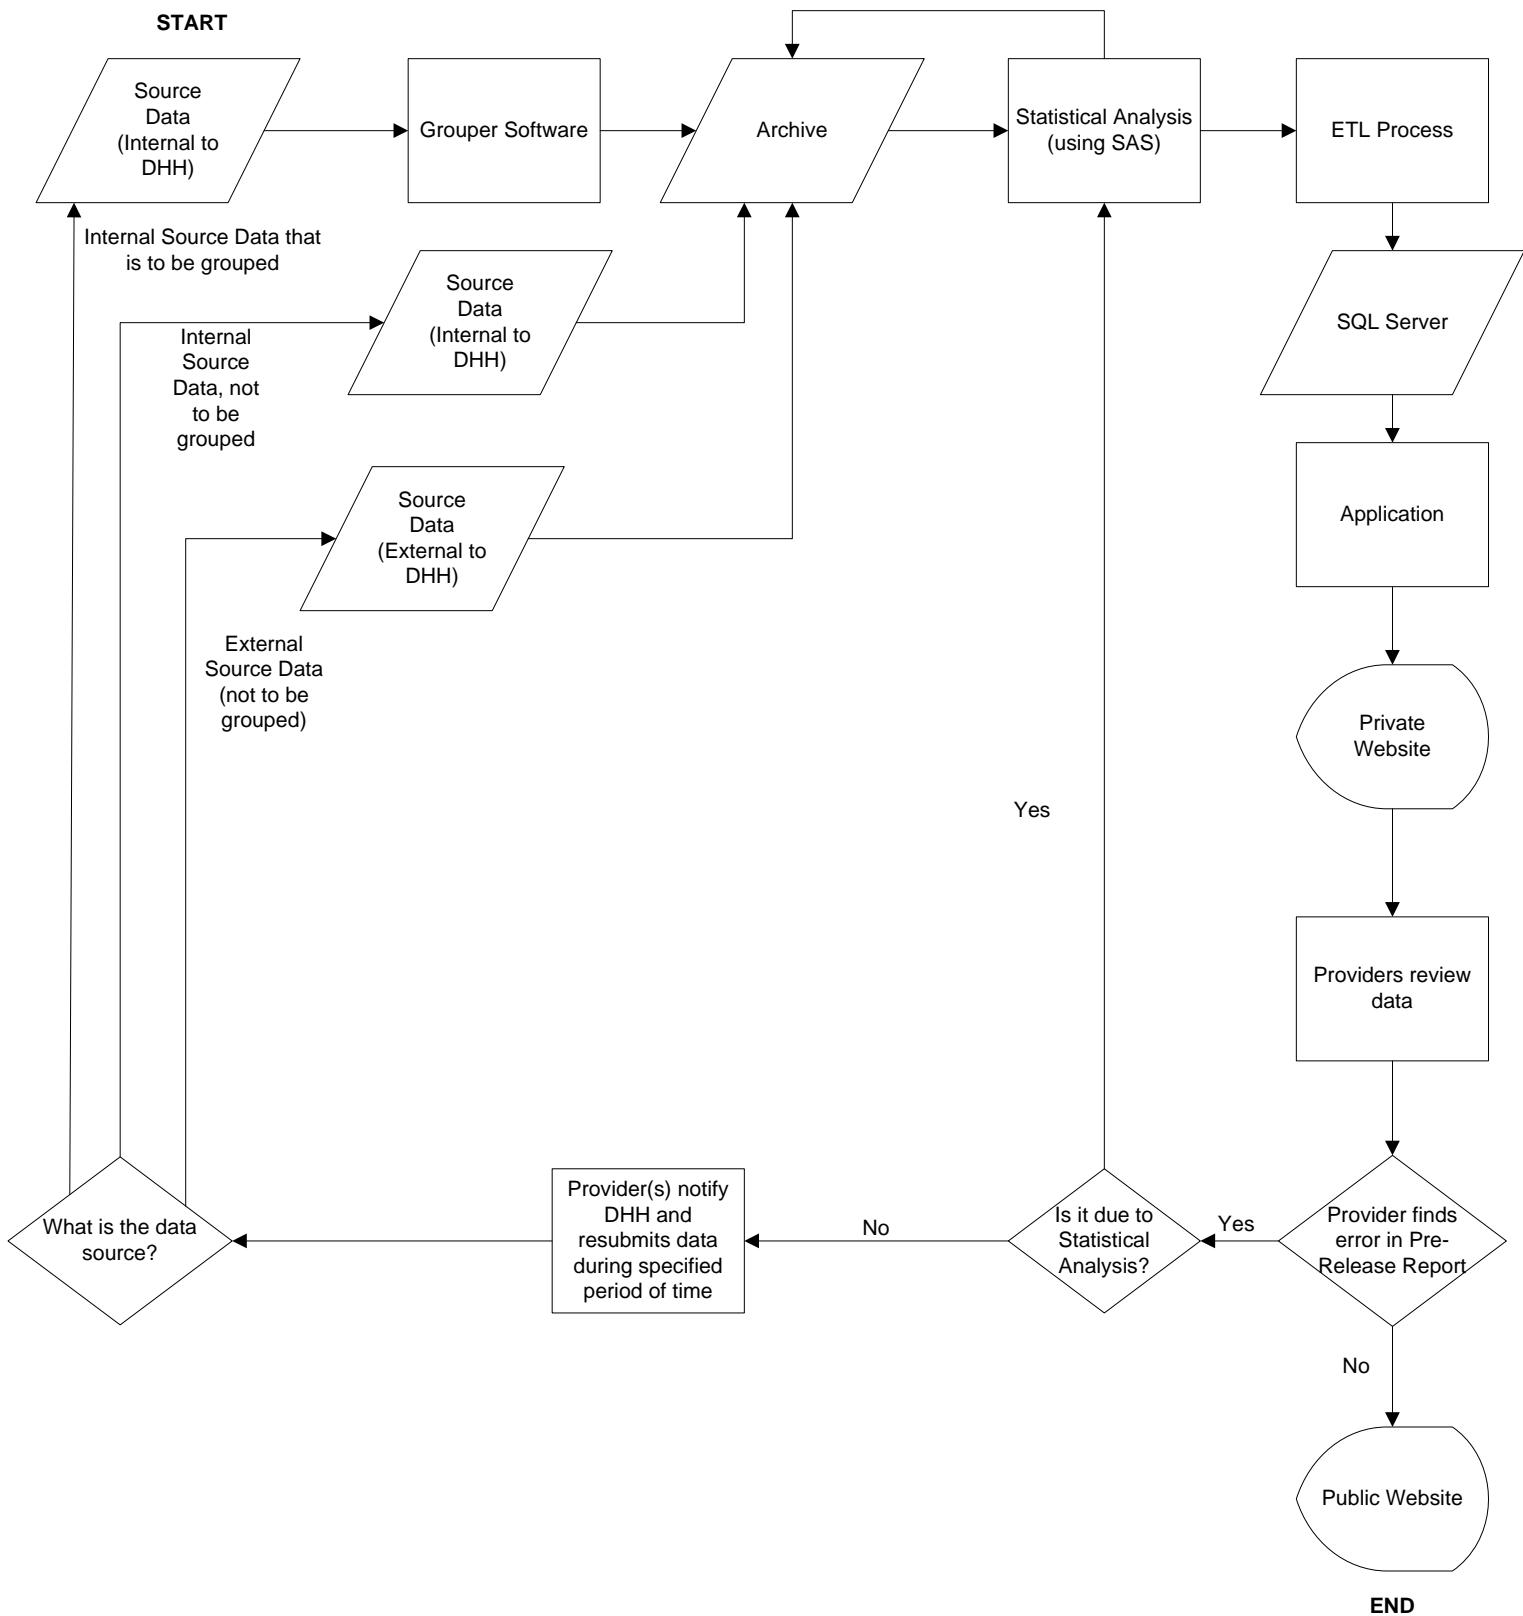 START
Source
Data
(Internal to
DHH)
Grouper Software
Archive
Statistical Analysis
(using SAS)
ETL Process
Internal Source Data that
is to be grouped
Source
Data
(Internal to
DHH)
SQL Server
Internal
Source
Data, not
to be
grouped
Source
Data
(External to
DHH)
Application
External
Source Data
(not to be
grouped)
Private
Website
Yes
Providers review
data
What is the data
source?
Provider(s) notify
DHH and
resubmits data
during specified
period of time
No
Is it due to
Statistical
Analysis?
Yes
Provider finds
error in Pre-
Release Report
No
Public Website
END